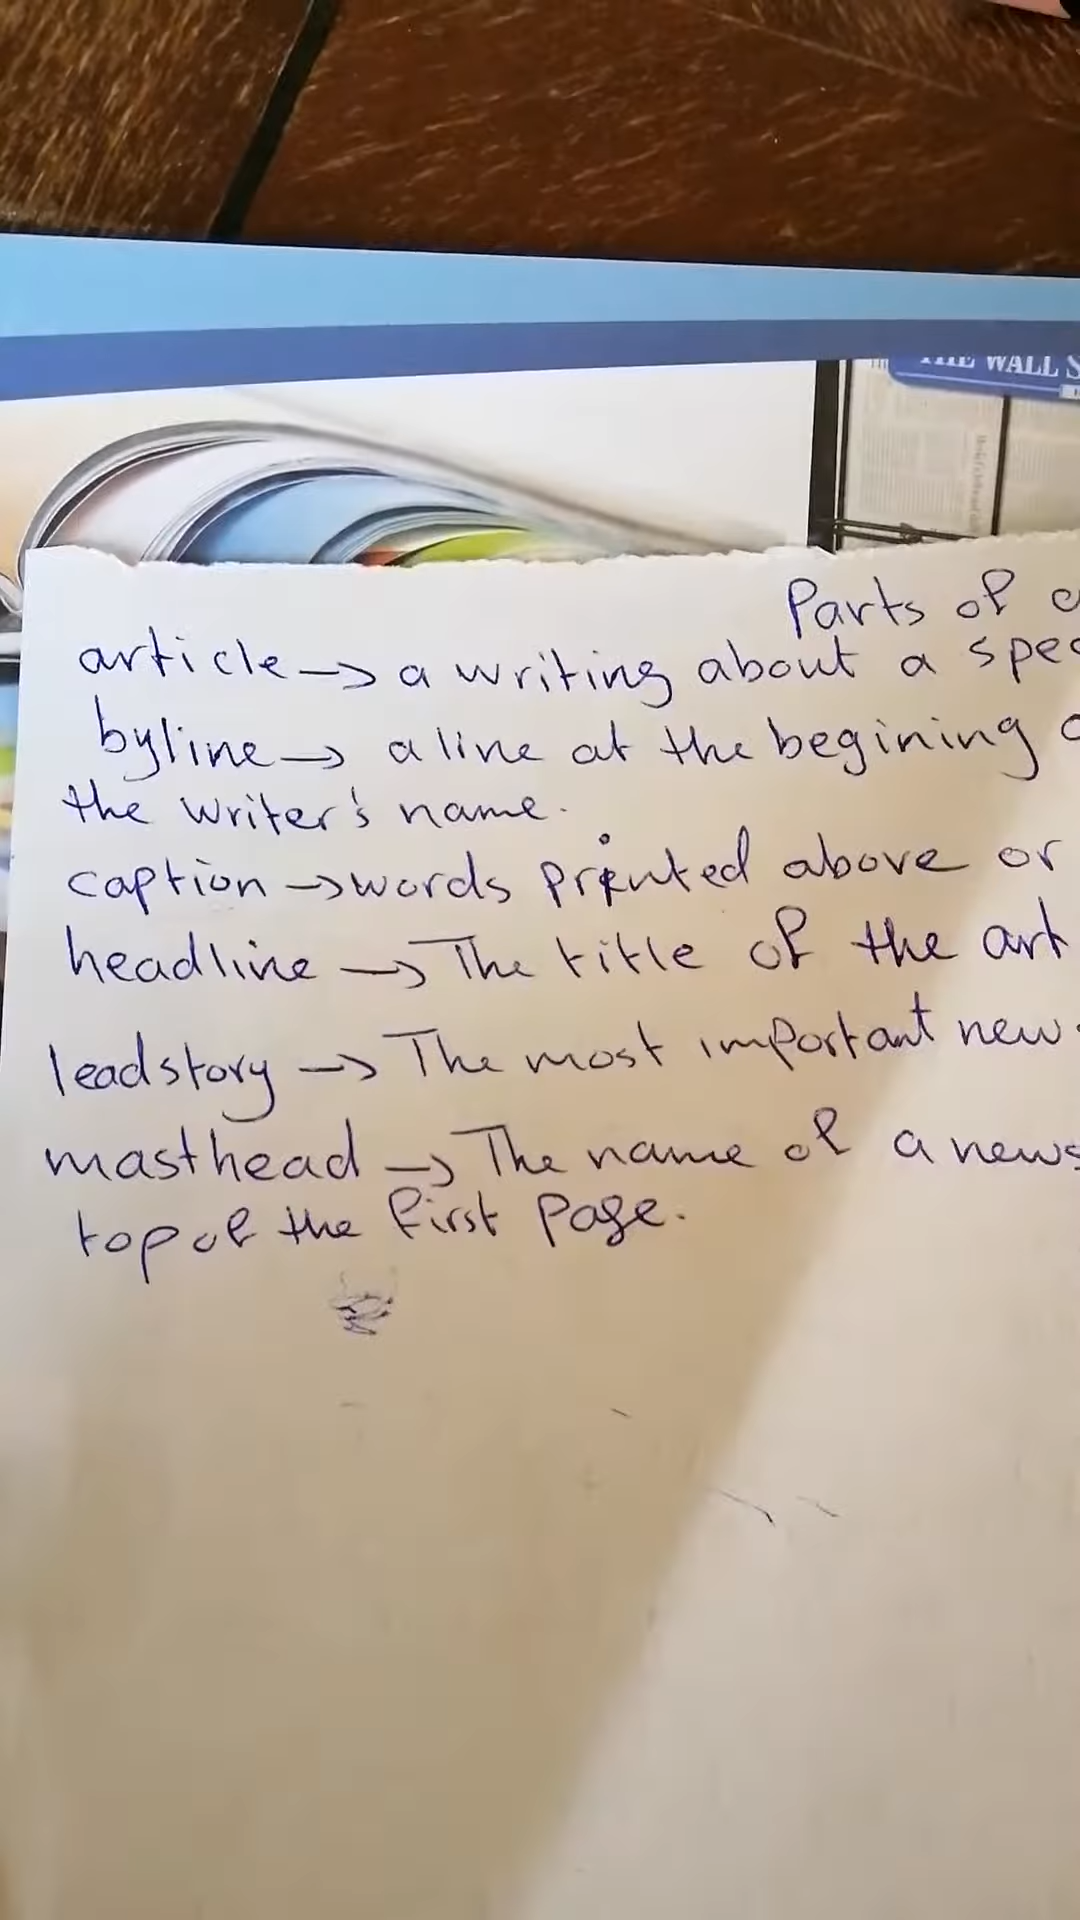 THE WALL S
Parts of
article → a writing about a spec
byline → a line at the begining
the writer's name.
caption → words printed above or
headline → The title of the art
leadstory → The most important new
masthead → The name of a news
top of the first Page.